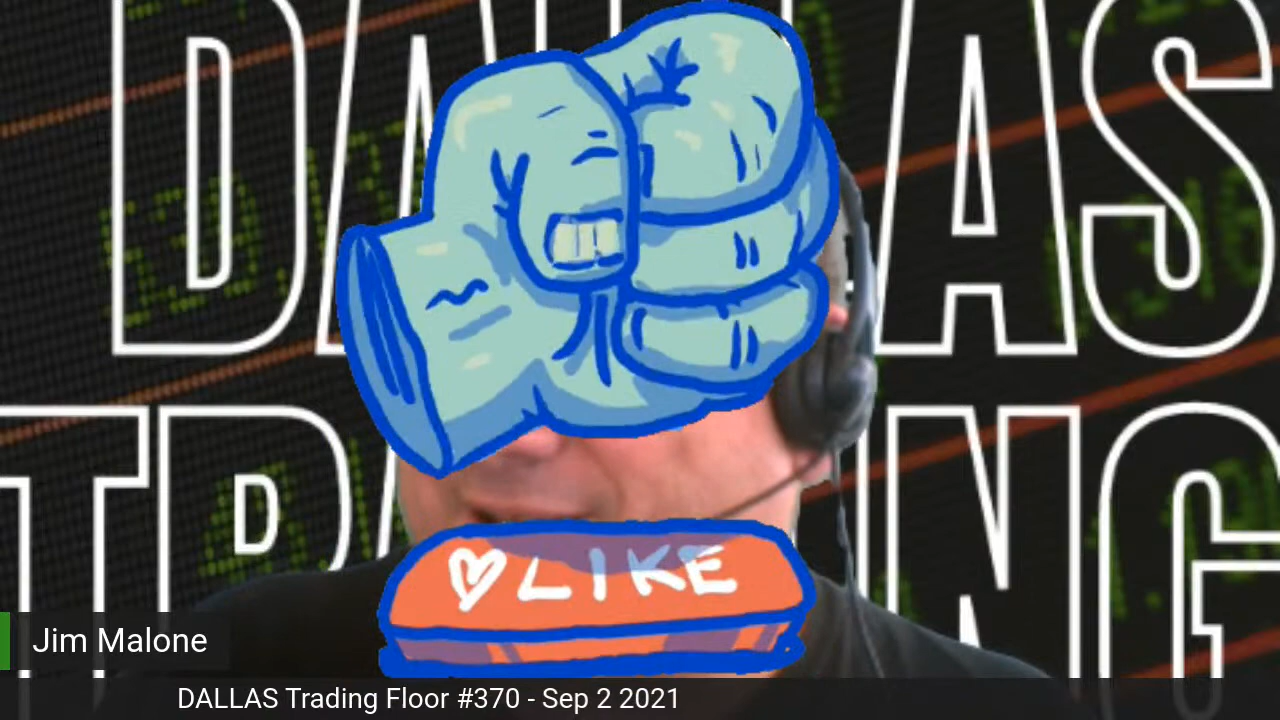 DALLAS
TRADING
♡ LIKE
Jim Malone
DALLAS Trading Floor #370 - Sep 2 2021